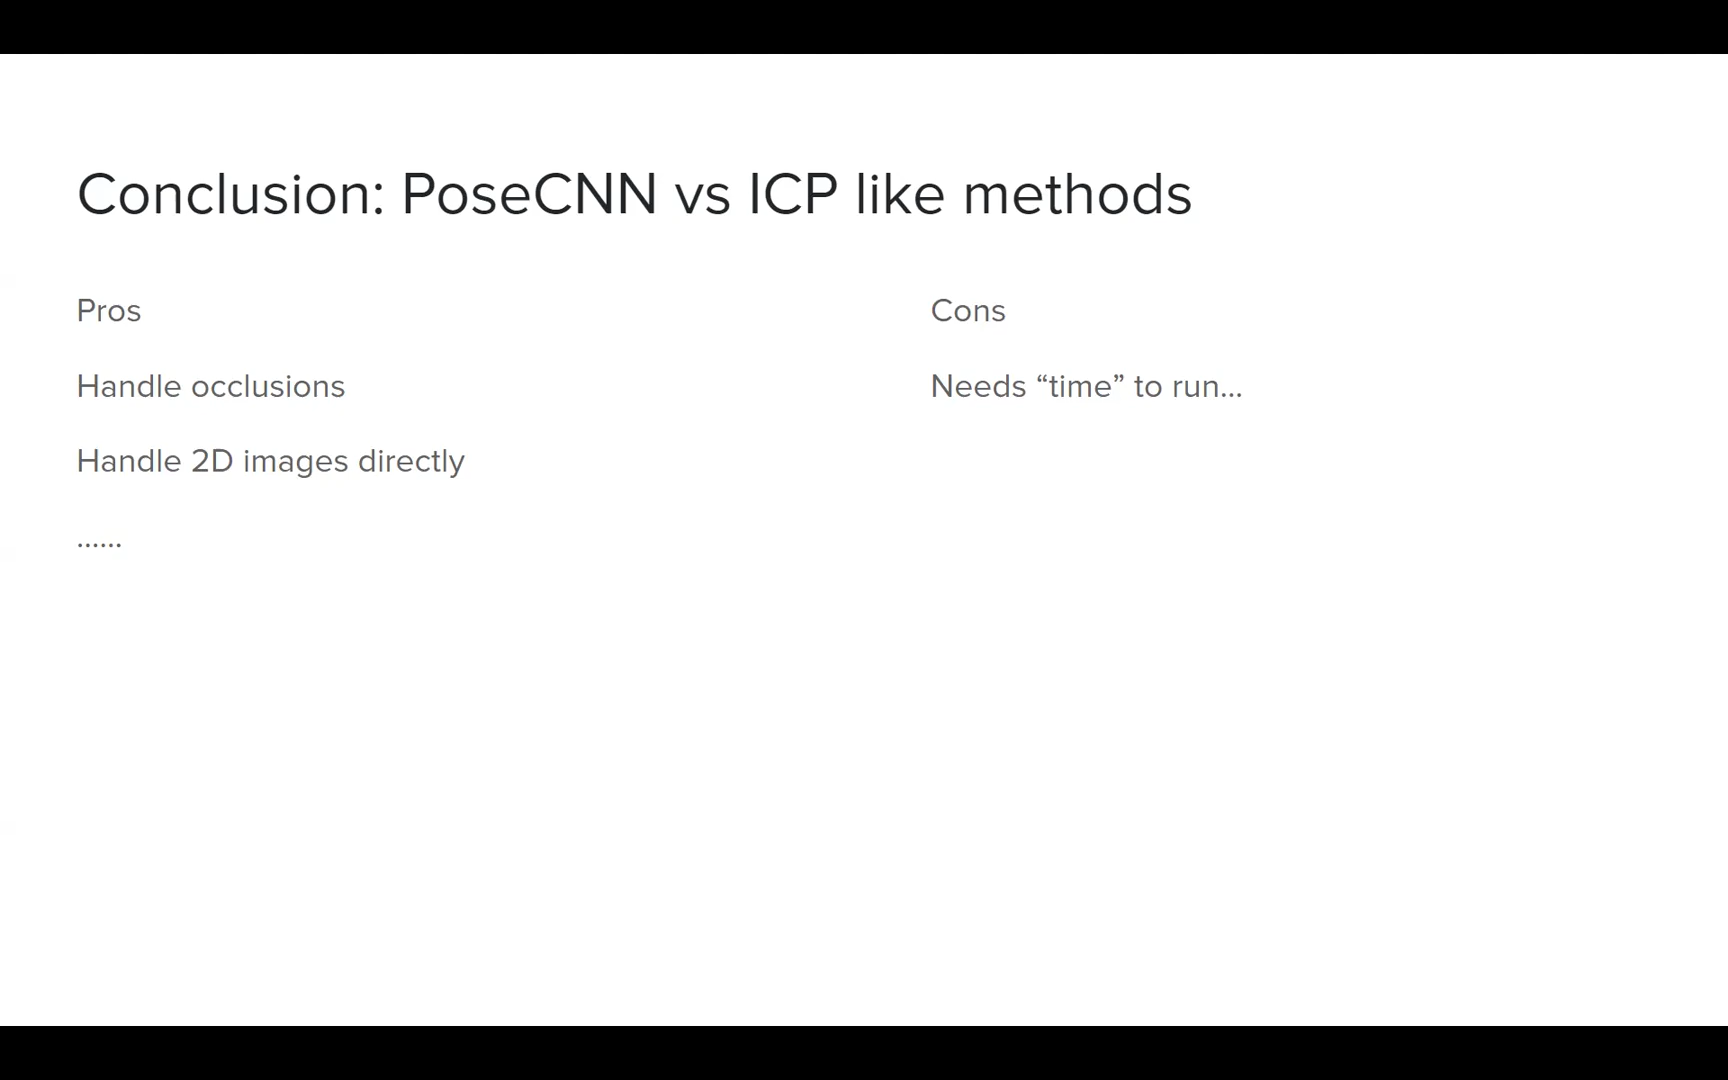 Conclusion: PoseCNN vs ICP like methods
Pros
Handle occlusions
Handle 2D images directly
......
Cons
Needs “time” to run...